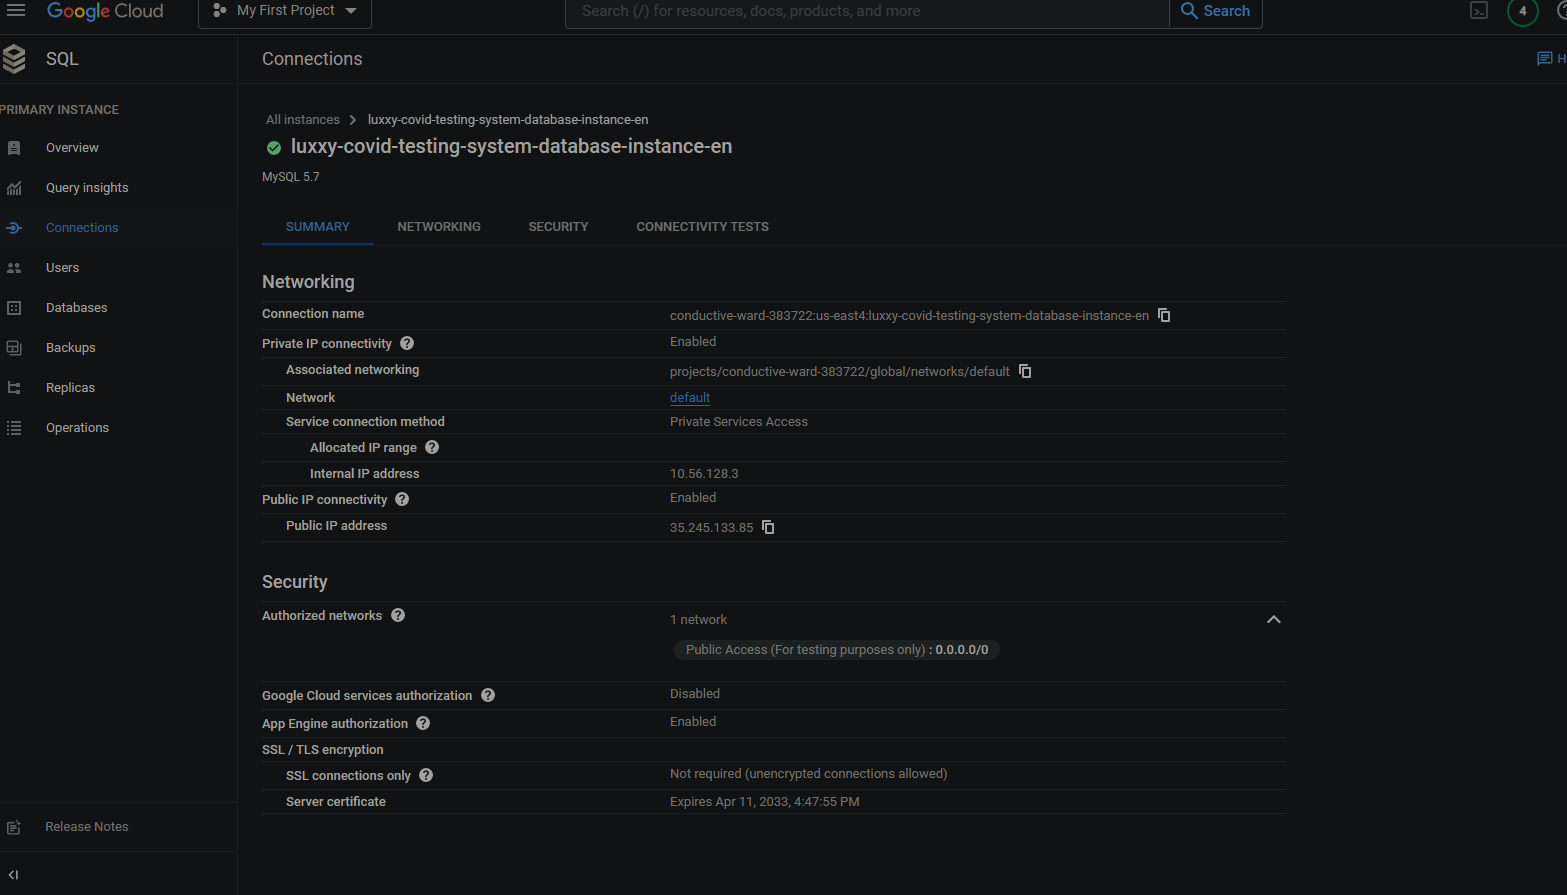 Google Cloud
My First Project
Search (/) for resources, docs, products, and more
Search
4
SQL
Connections
H
PRIMARY INSTANCE
Overview
Query insights
Connections
Users
Databases
Backups
Replicas
Operations
Release Notes
All instances
luxxy-covid-testing-system-database-instance-en
luxxy-covid-testing-system-database-instance-en
MySQL 5.7
SUMMARY
NETWORKING
SECURITY
CONNECTIVITY TESTS
Networking
Connection name
conductive-ward-383722:us-east4:luxxy-covid-testing-system-database-instance-en
Private IP connectivity
Enabled
Associated networking
projects/conductive-ward-383722/global/networks/default
Network
default
Service connection method
Private Services Access
Allocated IP range
Internal IP address
10.56.128.3
Public IP connectivity
Enabled
Public IP address
35.245.133.85
Security
Authorized networks
1 network
Public Access (For testing purposes only) : 0.0.0.0/0
Google Cloud services authorization
Disabled
App Engine authorization
Enabled
SSL / TLS encryption
SSL connections only
Not required (unencrypted connections allowed)
Server certificate
Expires Apr 11, 2033, 4:47:55 PM